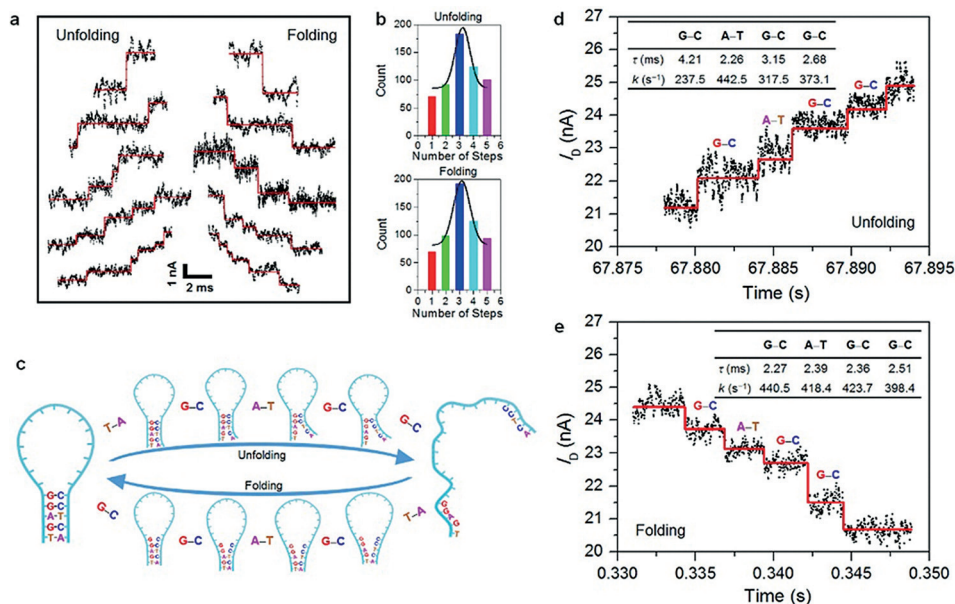 a
Unfolding
Folding
1 nA
2 ms
b
Unfolding
200
150
100
50
0
Count
0 1 2 3 4 5 6
Number of Steps
Folding
200
150
100
50
0
Count
0 1 2 3 4 5 6
Number of Steps
c
T–A
G–C
A–T
G–C
G–C
Unfolding
Folding
G–C
G–C
A–T
G–C
T–A
G–C
G–C
A–T
G–C
T–A
d
27
26
25
24
23
22
21
20
I_D (nA)
G–C A–T G–C G–C
τ (ms) 4.21 2.26 3.15 2.68
k (s⁻¹) 237.5 442.5 317.5 373.1
G–C
A–T
G–C
G–C
Unfolding
67.875 67.880 67.885 67.890 67.895
Time (s)
e
27
26
25
24
23
22
21
20
I_D (nA)
G–C A–T G–C G–C
τ (ms) 2.27 2.39 2.36 2.51
k (s⁻¹) 440.5 418.4 423.7 398.4
G–C
A–T
G–C
G–C
Folding
0.330 0.335 0.340 0.345 0.350
Time (s)